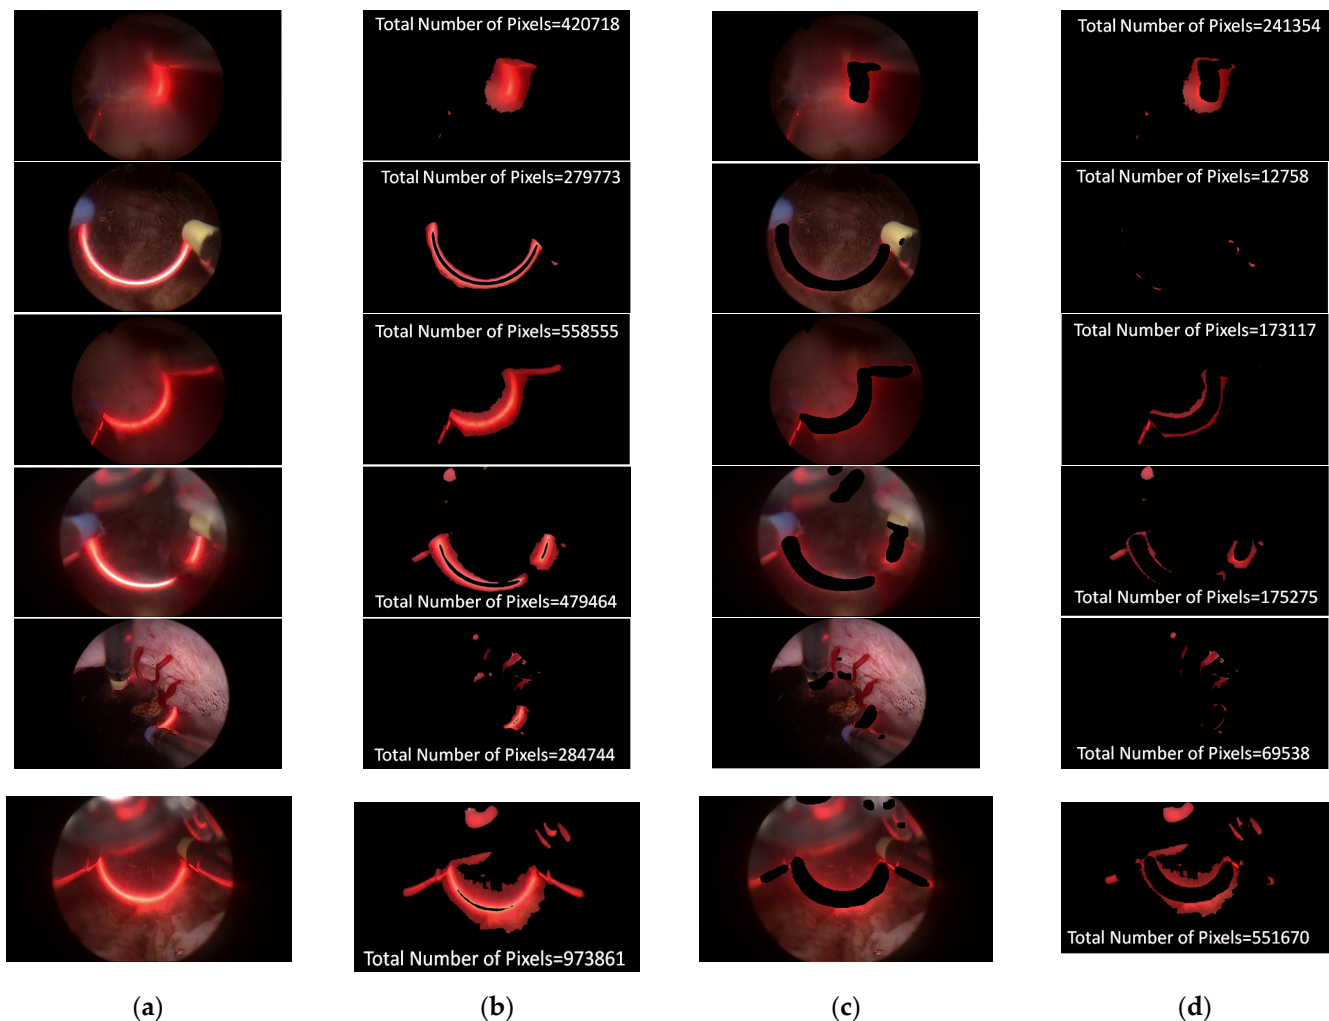 Total Number of Pixels=420718
Total Number of Pixels=241354
Total Number of Pixels=279773
Total Number of Pixels=12758
Total Number of Pixels=558555
Total Number of Pixels=173117
Total Number of Pixels=479464
Total Number of Pixels=175275
Total Number of Pixels=284744
Total Number of Pixels=69538
Total Number of Pixels=973861
Total Number of Pixels=551670
(a) (b) (c) (d)